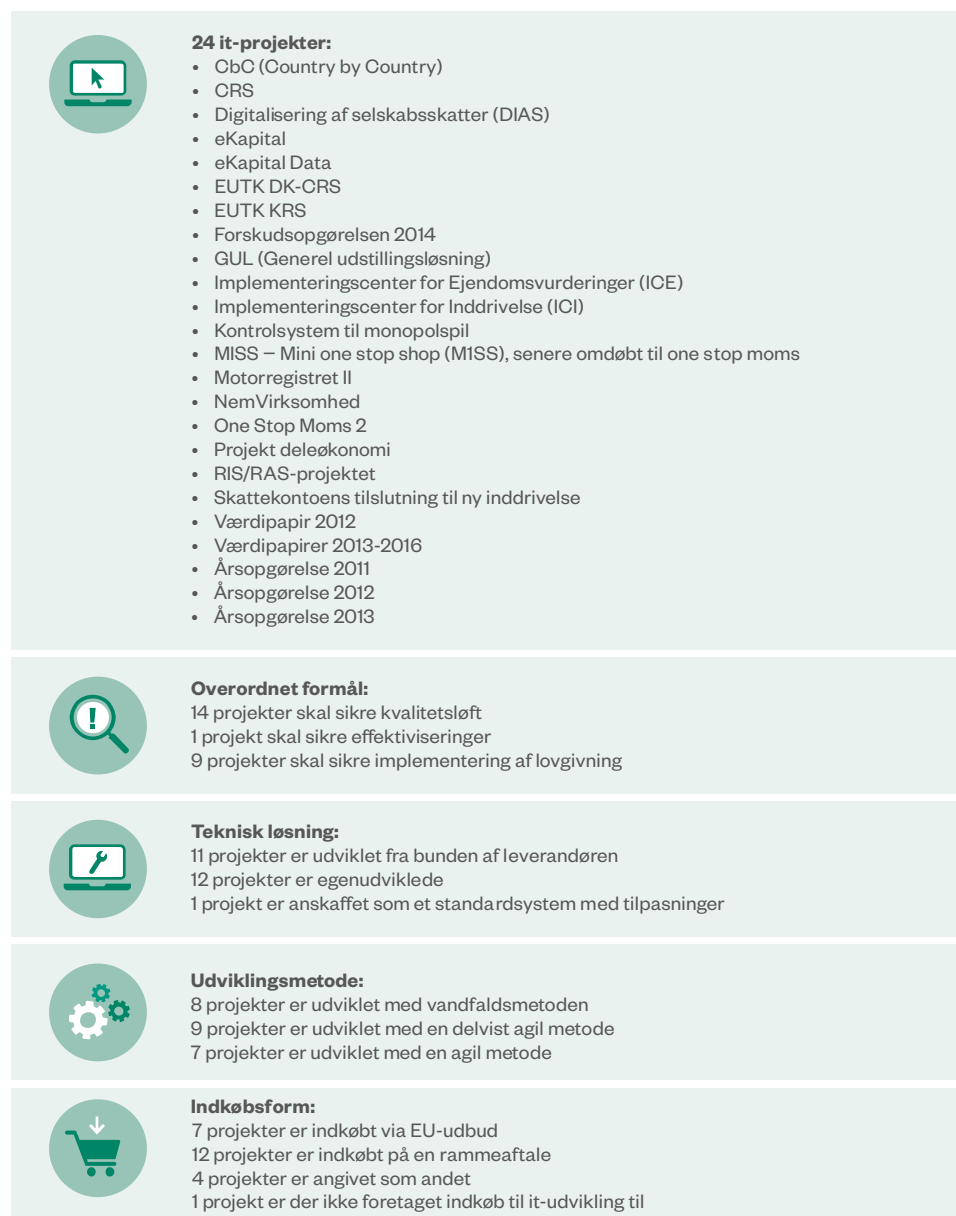 24 it-projekter:
• CbC (Country by Country)
• CRS
• Digitalisering af selskabsskatter (DIAS)
• eKapital
• eKapital Data
• EUTK DK-CRS
• EUTK KRS
• Forskudsopgørelsen 2014
• GUL (Generel udstillingsløsning)
• Implementeringscenter for Ejendomsvurderinger (ICE)
• Implementeringscenter for Inddrivelse (ICI)
• Kontrolsystem til monopolspil
• MISS – Mini one stop shop (M1SS), senere omdøbt til one stop moms
• Motorregistret II
• NemVirksomhed
• One Stop Moms 2
• Projekt deleøkonomi
• RIS/RAS-projektet
• Skattekontoens tilslutning til ny inddrivelse
• Værdipapir 2012
• Værdipapirer 2013-2016
• Årsopgørelse 2011
• Årsopgørelse 2012
• Årsopgørelse 2013
Overordnet formål:
14 projekter skal sikre kvalitetsløft
1 projekt skal sikre effektiviseringer
9 projekter skal sikre implementering af lovgivning
Teknisk løsning:
11 projekter er udviklet fra bunden af leverandøren
12 projekter er egenudviklede
1 projekt er anskaffet som et standardsystem med tilpasninger
Udviklingsmetode:
8 projekter er udviklet med vandfaldsmetoden
9 projekter er udviklet med en delvist agil metode
7 projekter er udviklet med en agil metode
Indkøbsform:
7 projekter er indkøbt via EU-udbud
12 projekter er indkøbt på en rammeaftale
4 projekter er angivet som andet
1 projekt er der ikke foretaget indkøb til it-udvikling til